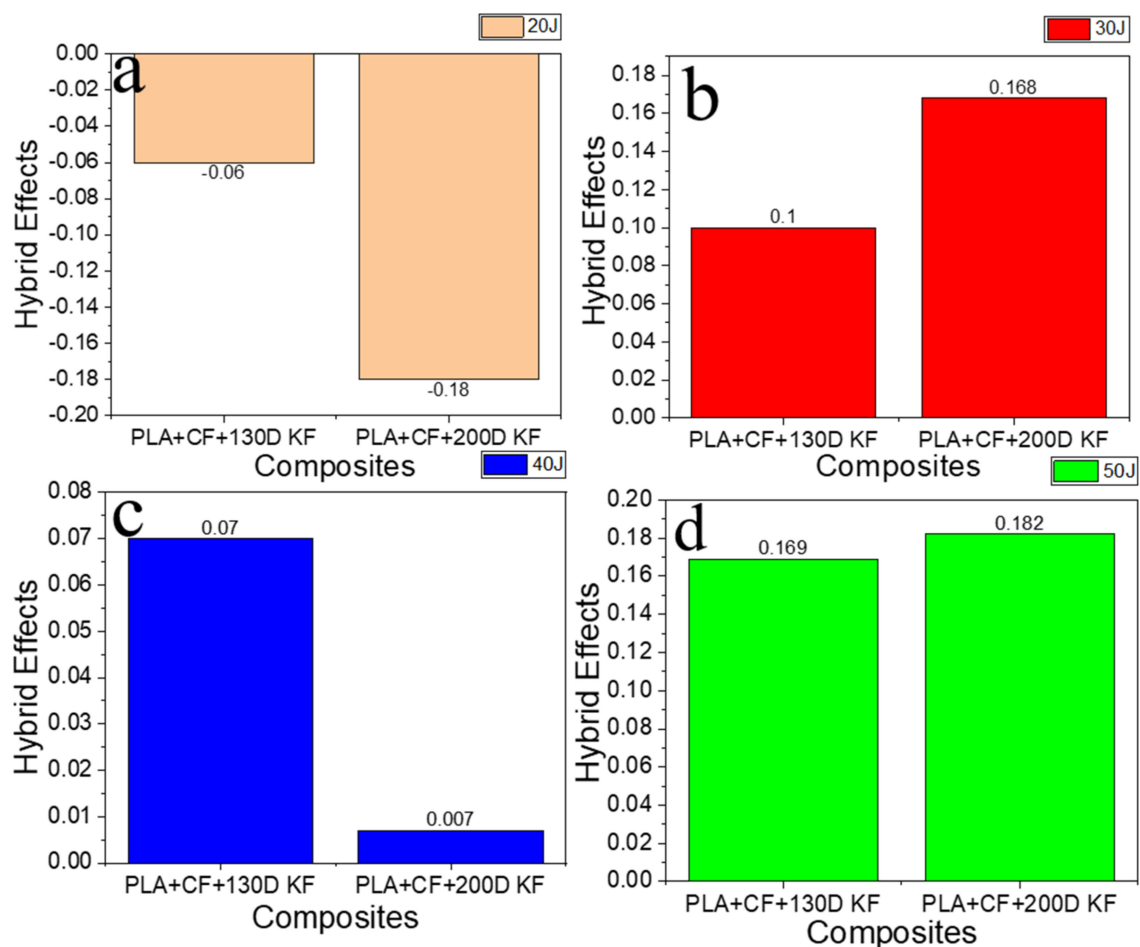 20J
a
0.00
-0.02
-0.04
-0.06
-0.08
-0.10
-0.12
-0.14
-0.16
-0.18
-0.20
Hybrid Effects
-0.06
-0.18
PLA+CF+130D KF
PLA+CF+200D KF
Composites
30J
b
0.18
0.16
0.14
0.12
0.10
0.08
0.06
0.04
0.02
0.00
Hybrid Effects
0.1
0.168
PLA+CF+130D KF
PLA+CF+200D KF
Composites
40J
c
0.08
0.07
0.06
0.05
0.04
0.03
0.02
0.01
0.00
Hybrid Effects
0.07
0.007
PLA+CF+130D KF
PLA+CF+200D KF
Composites
50J
d
0.20
0.18
0.16
0.14
0.12
0.10
0.08
0.06
0.04
0.02
0.00
Hybrid Effects
0.169
0.182
PLA+CF+130D KF
PLA+CF+200D KF
Composites